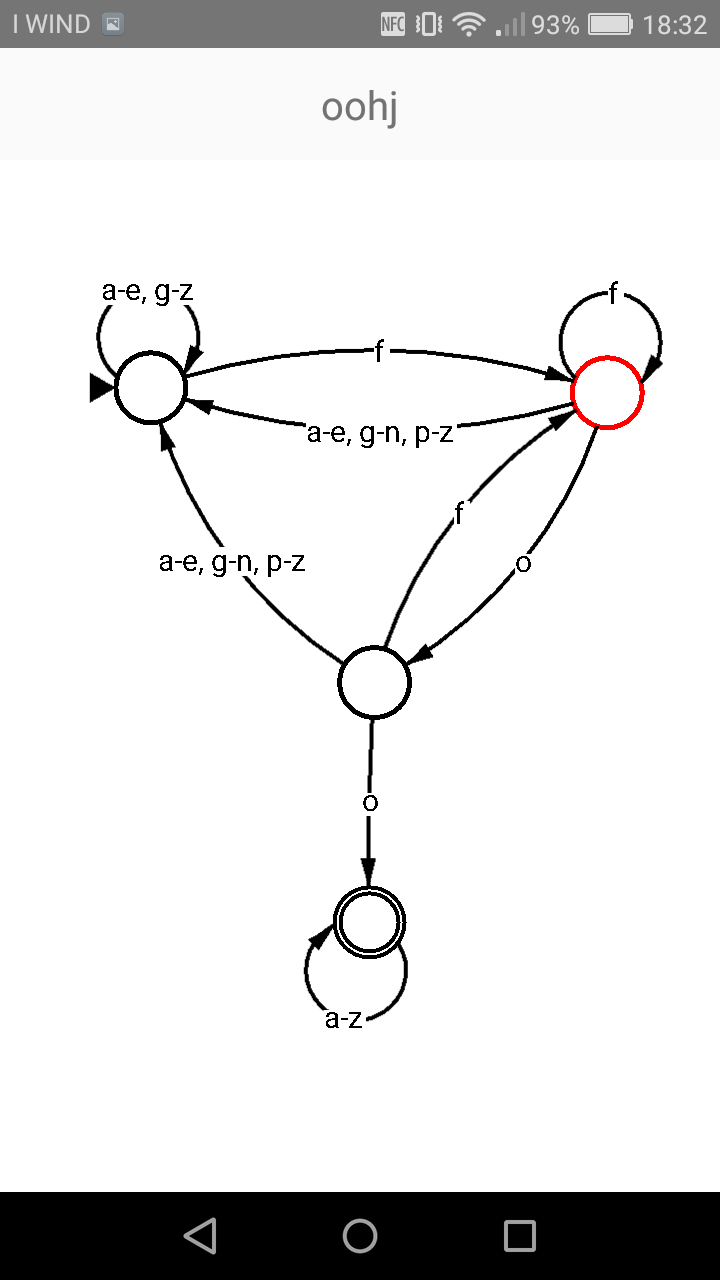 I WIND NFC 93% 18:32
oohj
a-e, g-z
f
f
a-e, g-n, p-z
f
a-e, g-n, p-z
o
o
a-z